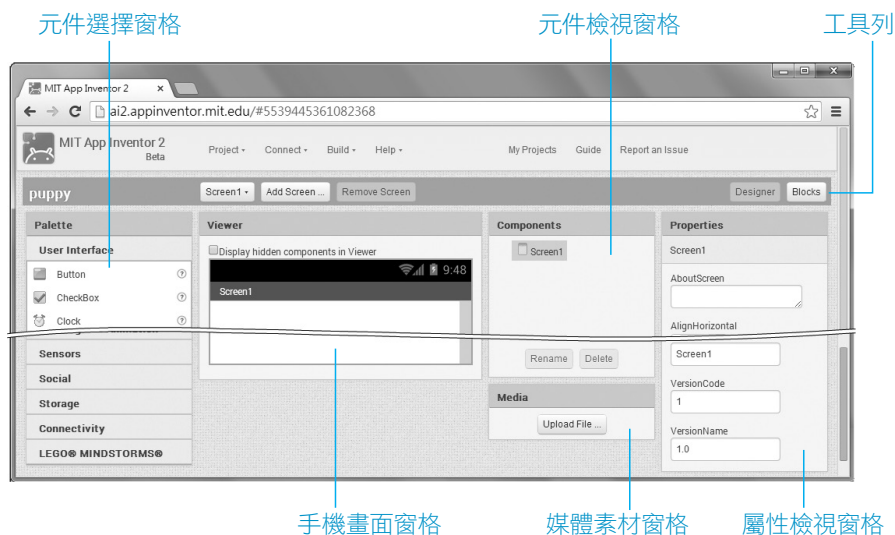 元件選擇窗格
元件檢視窗格
工具列
MIT App Inventor 2
ai2.appinventor.mit.edu/#5539445361082368
MIT App Inventor 2
Beta
Project
Connect
Build
Help
My Projects
Guide
Report an Issue
puppy
Screen1
Add Screen ...
Remove Screen
Designer
Blocks
Palette
User Interface
Button
CheckBox
Clock
Sensors
Social
Storage
Connectivity
LEGO® MINDSTORMS®
Viewer
Display hidden components in Viewer
9:48
Screen1
Components
Screen1
Rename
Delete
Media
Upload File ...
Properties
Screen1
AboutScreen
AlignHorizontal
Screen1
VersionCode
1
VersionName
1.0
手機畫面窗格
媒體素材窗格
屬性檢視窗格